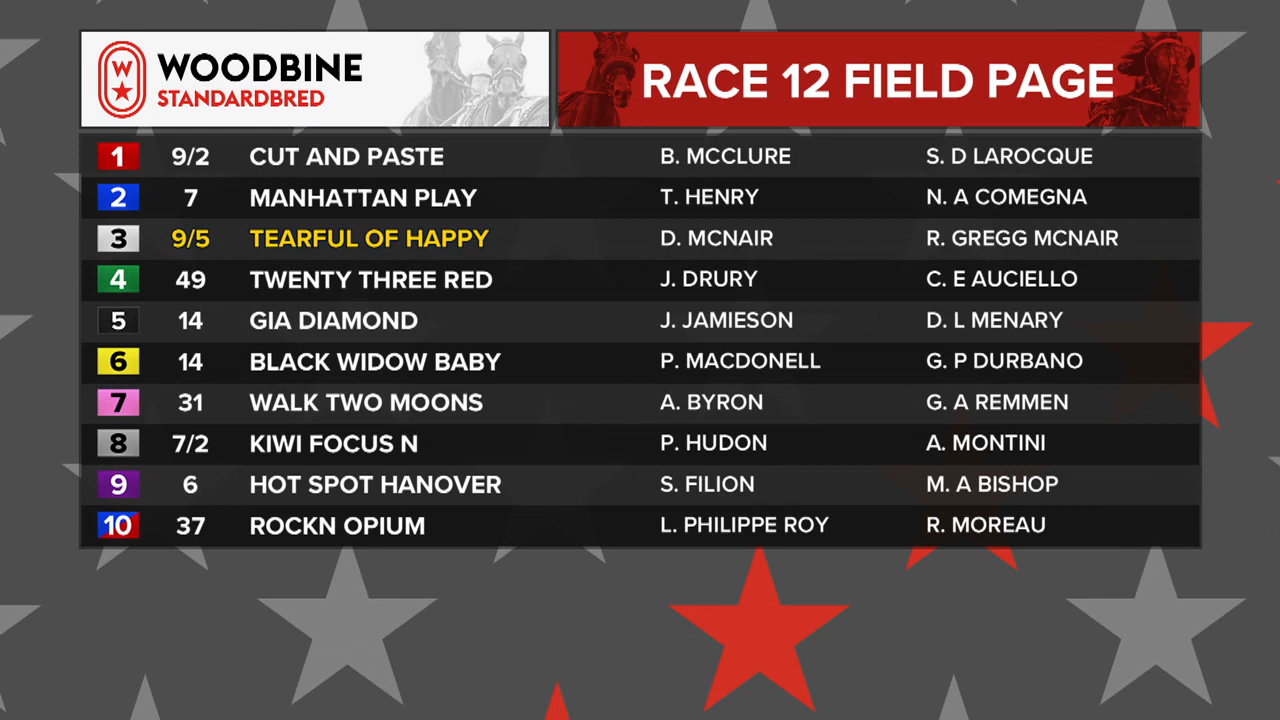 W
WOODBINE
STANDARDBRED
RACE 12 FIELD PAGE
1 9/2 CUT AND PASTE B. MCCLURE S. D LAROCQUE
2 7 MANHATTAN PLAY T. HENRY N. A COMEGNA
3 9/5 TEARFUL OF HAPPY D. MCNAIR R. GREGG MCNAIR
4 49 TWENTY THREE RED J. DRURY C. E AUCIELLO
5 14 GIA DIAMOND J. JAMIESON D. L MENARY
6 14 BLACK WIDOW BABY P. MACDONELL G. P DURBANO
7 31 WALK TWO MOONS A. BYRON G. A REMMEN
8 7/2 KIWI FOCUS N P. HUDON A. MONTINI
9 6 HOT SPOT HANOVER S. FILION M. A BISHOP
10 37 ROCKN OPIUM L. PHILIPPE ROY R. MOREAU